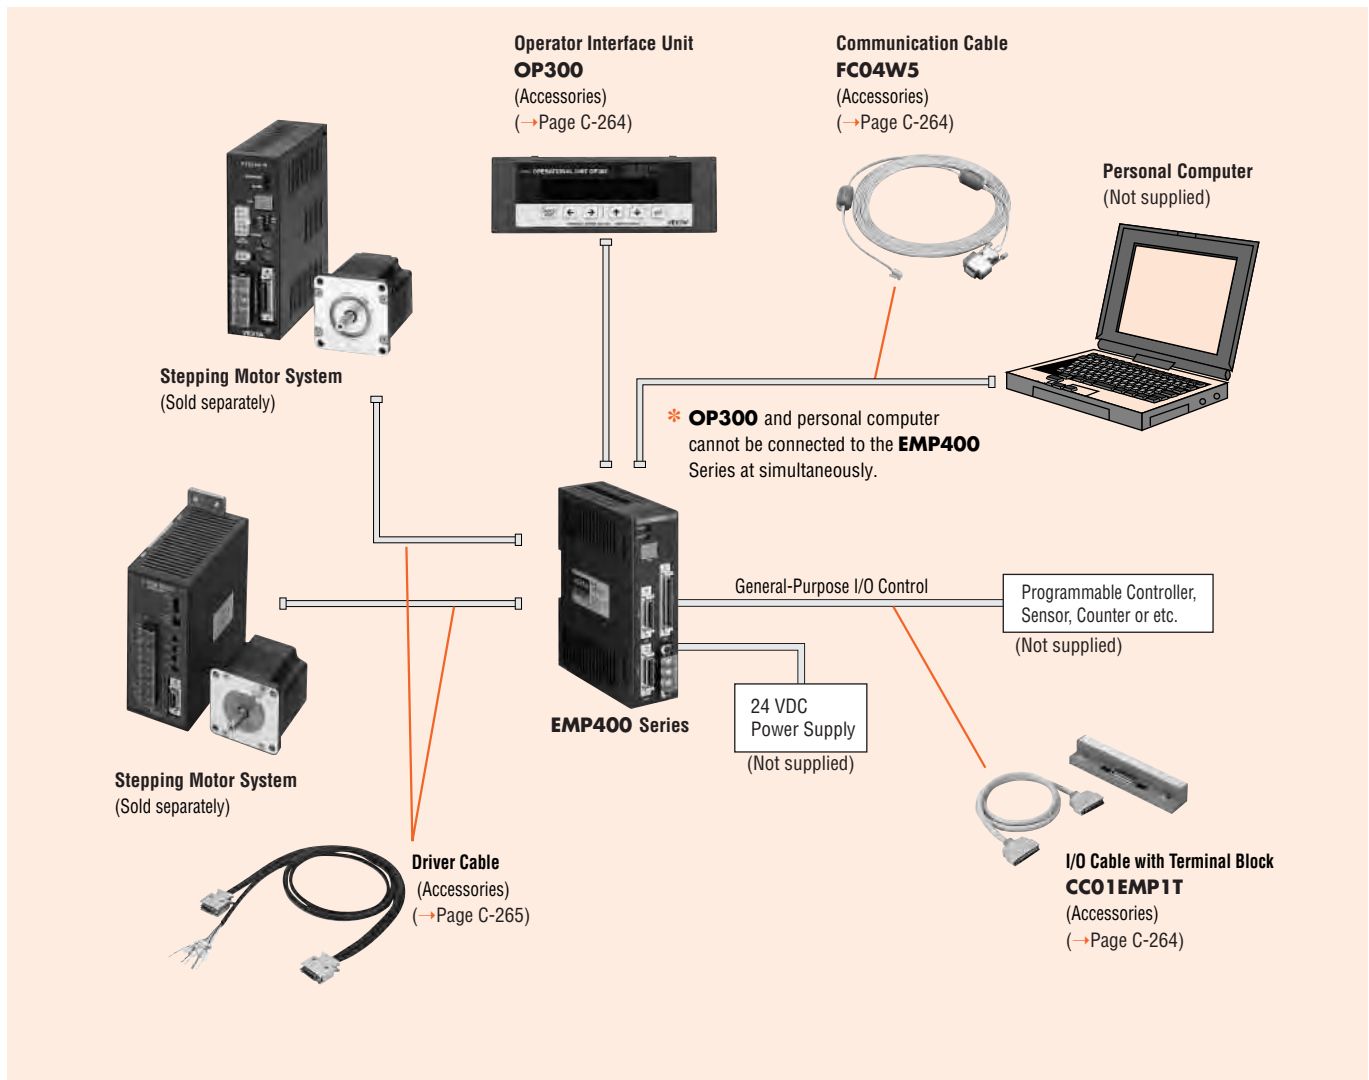 Operator Interface Unit
OP300
(Accessories)
(→Page C-264)
Communication Cable
FC04W5
(Accessories)
(→Page C-264)
Personal Computer
(Not supplied)
OPERATIONAL UNIT OP300
Stepping Motor System
(Sold separately)
* OP300 and personal computer
cannot be connected to the EMP400
Series at simultaneously.
General-Purpose I/O Control
Programmable Controller,
Sensor, Counter or etc.
(Not supplied)
24 VDC
Power Supply
(Not supplied)
EMP400 Series
Stepping Motor System
(Sold separately)
Driver Cable
(Accessories)
(→Page C-265)
I/O Cable with Terminal Block
CC01EMP1T
(Accessories)
(→Page C-264)